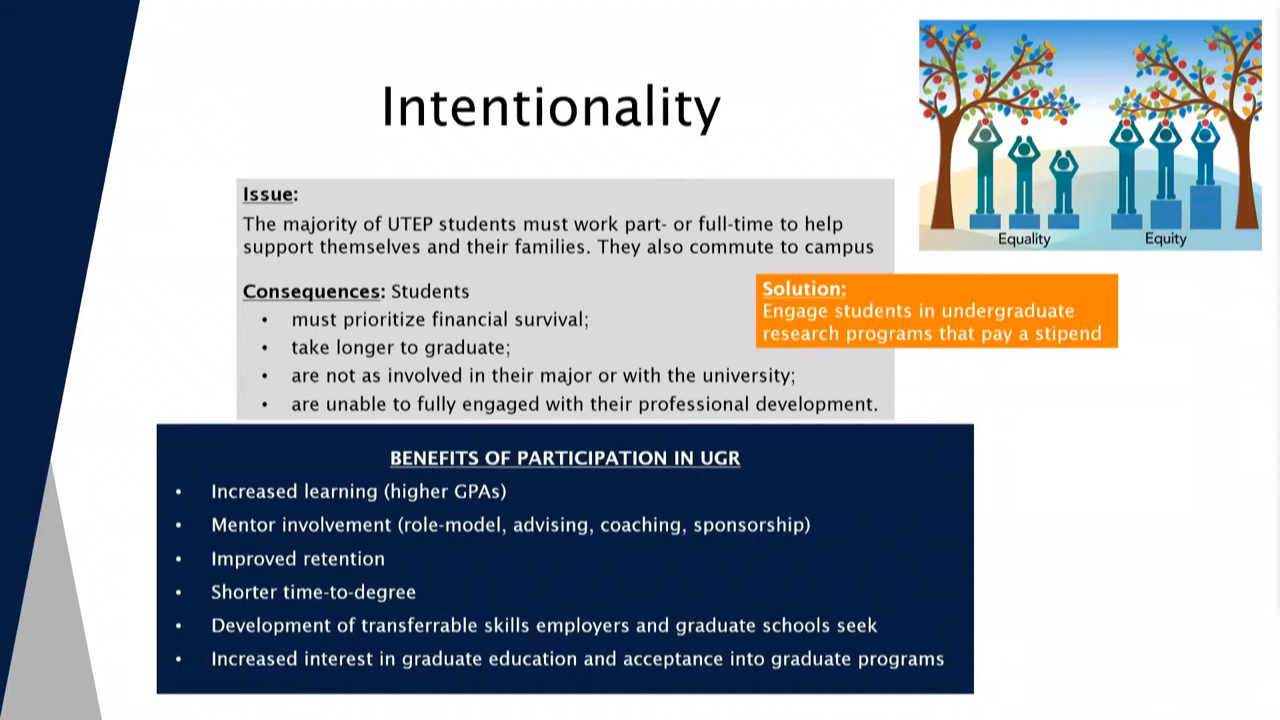 Intentionality
Equality
Equity
Issue:
The majority of UTEP students must work part- or full-time to help
support themselves and their families. They also commute to campus
Consequences: Students
• must prioritize financial survival;
• take longer to graduate;
• are not as involved in their major or with the university;
• are unable to fully engaged with their professional development.
Solution:
Engage students in undergraduate
research programs that pay a stipend
BENEFITS OF PARTICIPATION IN UGR
• Increased learning (higher GPAs)
• Mentor involvement (role-model, advising, coaching, sponsorship)
• Improved retention
• Shorter time-to-degree
• Development of transferrable skills employers and graduate schools seek
• Increased interest in graduate education and acceptance into graduate programs